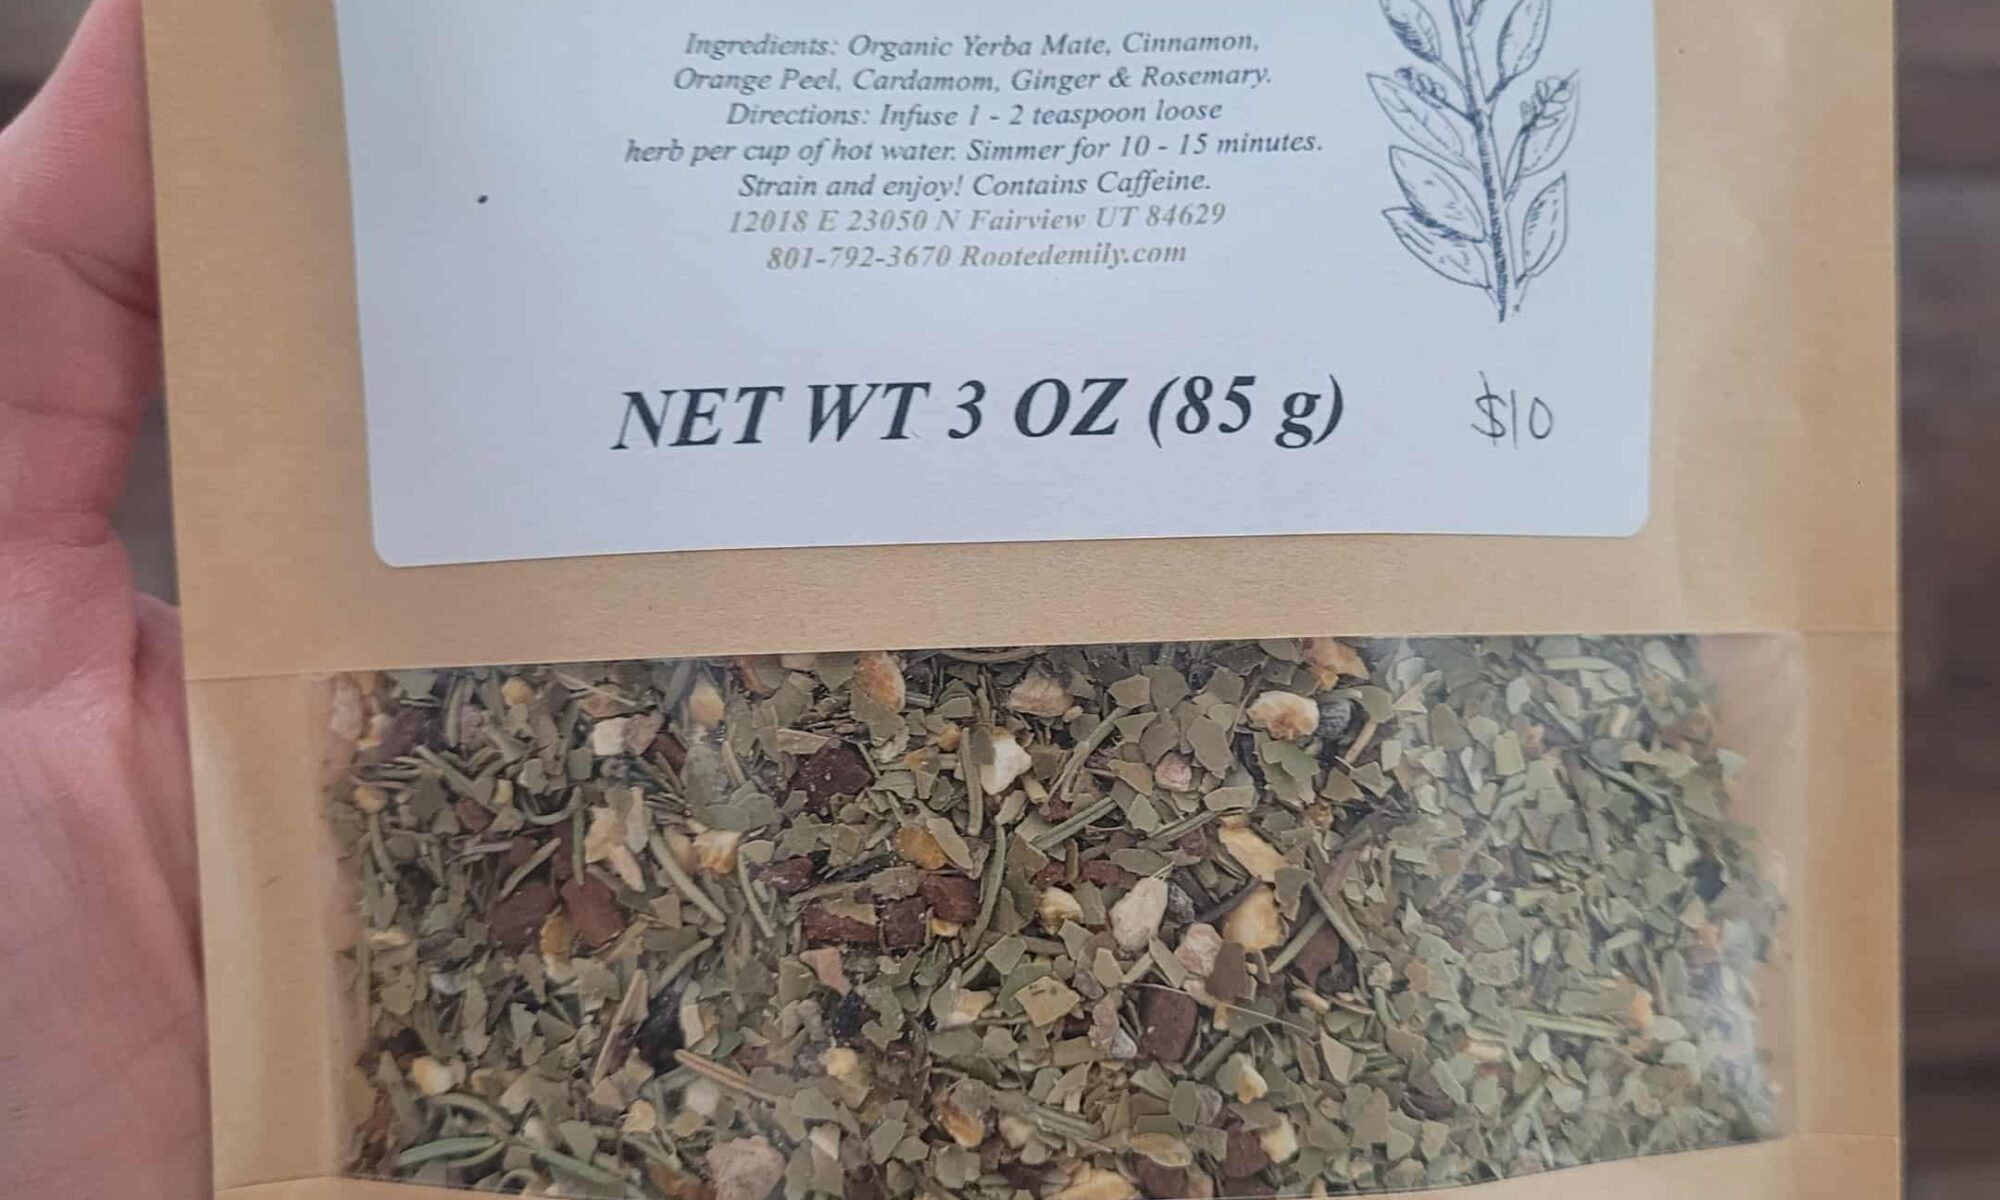 Ingredients: Organic Yerba Mate, Cinnamon,
Orange Peel, Cardamom, Ginger & Rosemary.
Directions: Infuse 1 - 2 teaspoon loose
herb per cup of hot water. Simmer for 10 - 15 minutes.
Strain and enjoy! Contains Caffeine.
12018 E 23050 N Fairview UT 84629
801-792-3670 Rootedemily.com
NET WT 3 OZ (85 g)
$10